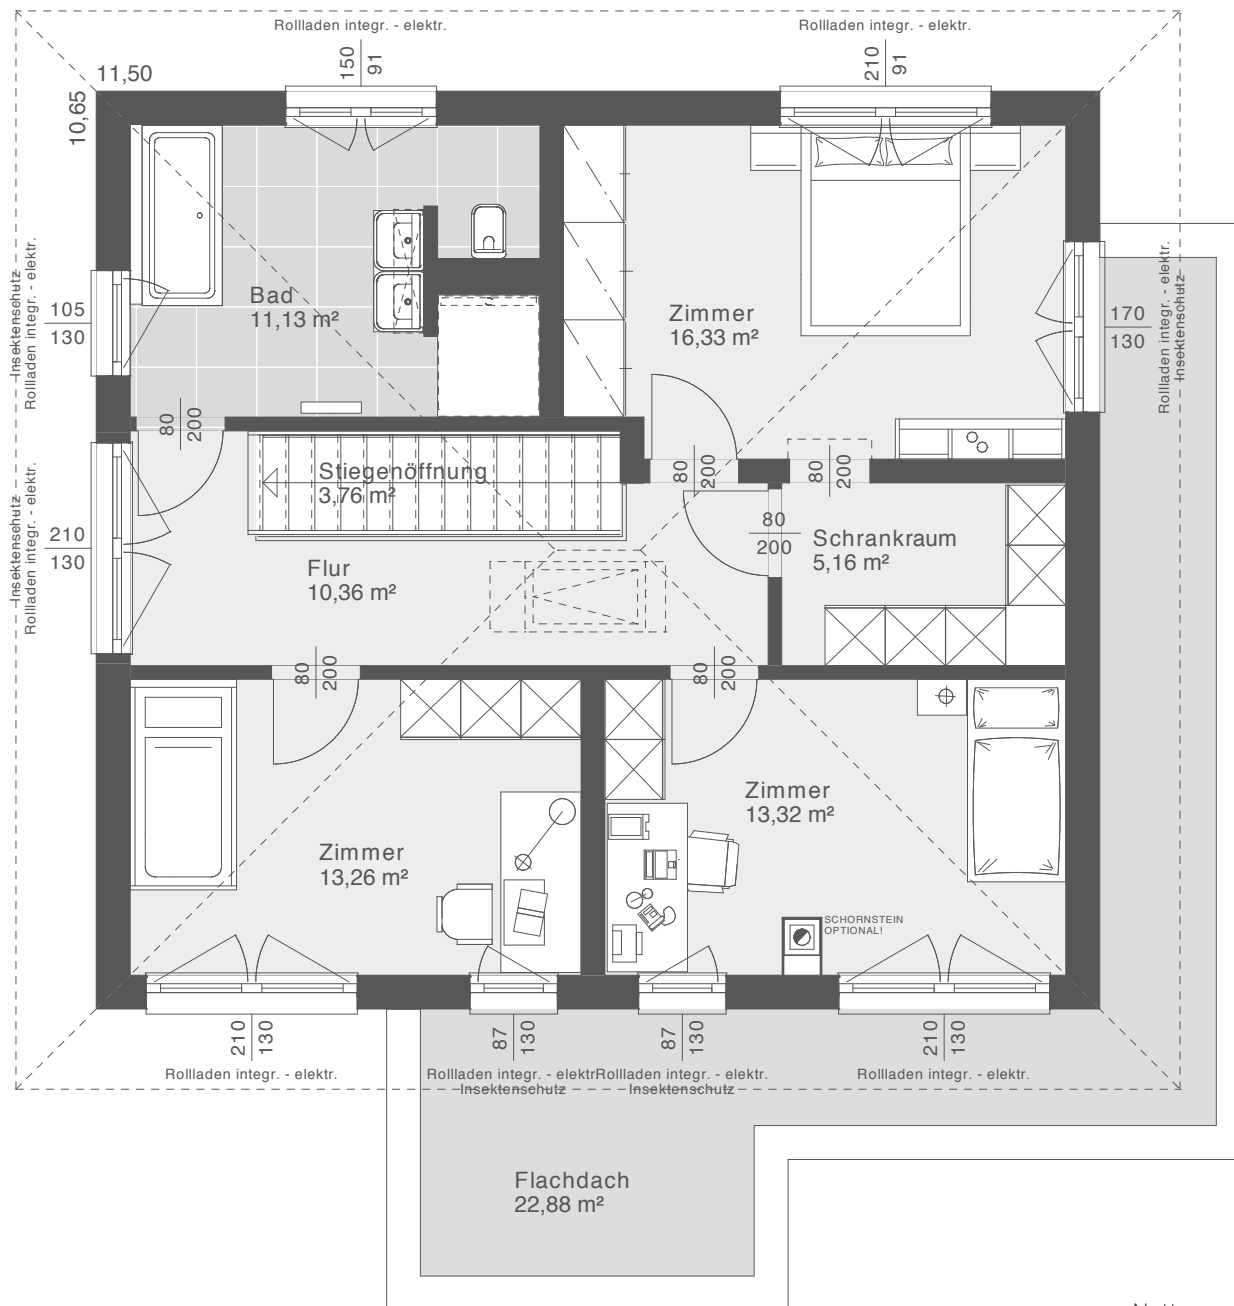 Rollladen integr. - elektr.
Rollladen integr. - elektr.
150
91
210
91
11,50
10,65
Insektenschutz
Rollladen integr. - elektr.
105
130
Bad
11,13 m²
Zimmer
16,33 m²
170
130
Rollladen integr. - elektr.
Insektenschutz
80
200
Stiegenöffnung
3,76 m²
80
200
80
200
Insektenschutz
Rollladen integr. - elektr.
210
130
80
200
Schrankraum
5,16 m²
Flur
10,36 m²
80
200
80
200
Zimmer
13,32 m²
Zimmer
13,26 m²
SCHORNSTEIN
OPTIONAL!
210
130
87
130
87
130
210
130
Rollladen integr. - elektr.
Rollladen integr. - elektr.
Insektenschutz
Rollladen integr. - elektr.
Insektenschutz
Rollladen integr. - elektr.
Flachdach
22,88 m²